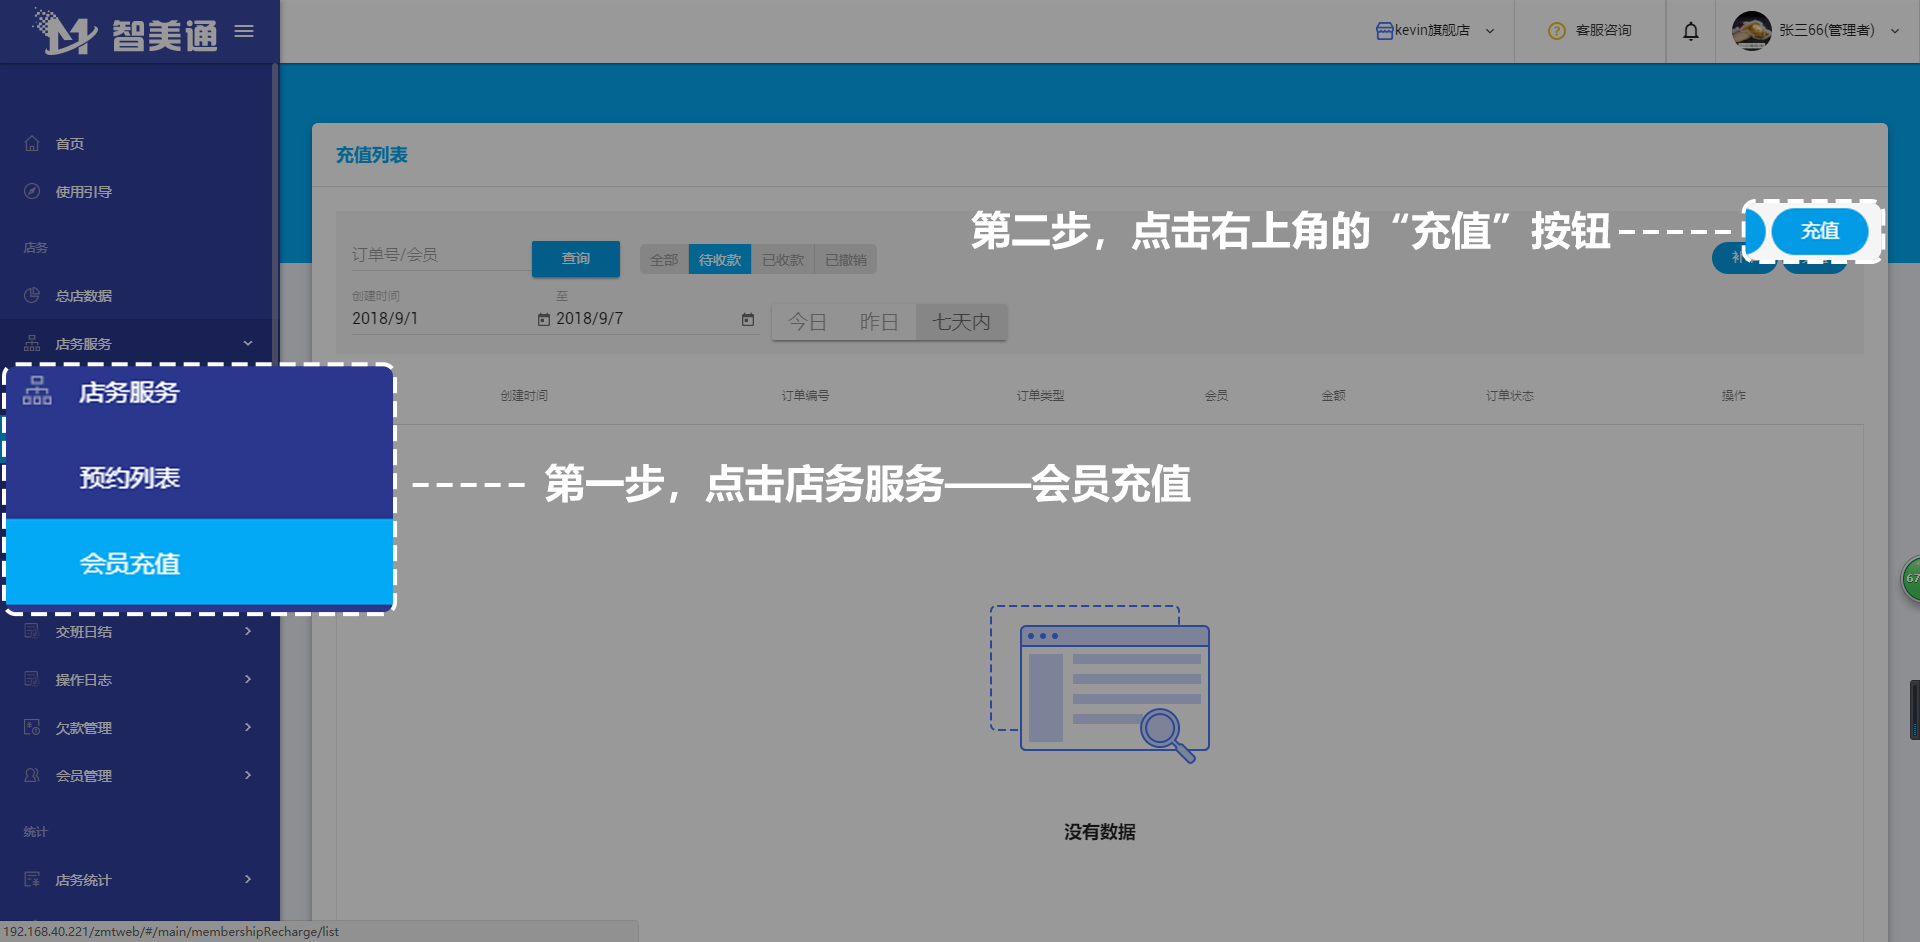 智美通
kevin旗舰店
客服咨询
张三66(管理者)
首页
使用引导
店务
总店数据
店务服务
店务服务
预约列表
会员充值
交班日结
操作日志
欠款管理
会员管理
统计
店务统计
充值列表
第二步，点击右上角的“充值”按钮
充值
订单号/会员
查询
全部
待收款
已收款
已撤销
创建时间
至
2018/9/1
2018/9/7
今日
昨日
七天内
创建时间
订单编号
订单类型
会员
金额
订单状态
操作
第一步，点击店务服务——会员充值
67
没有数据
192.168.40.221/zmtweb/#/main/membershipRecharge/list